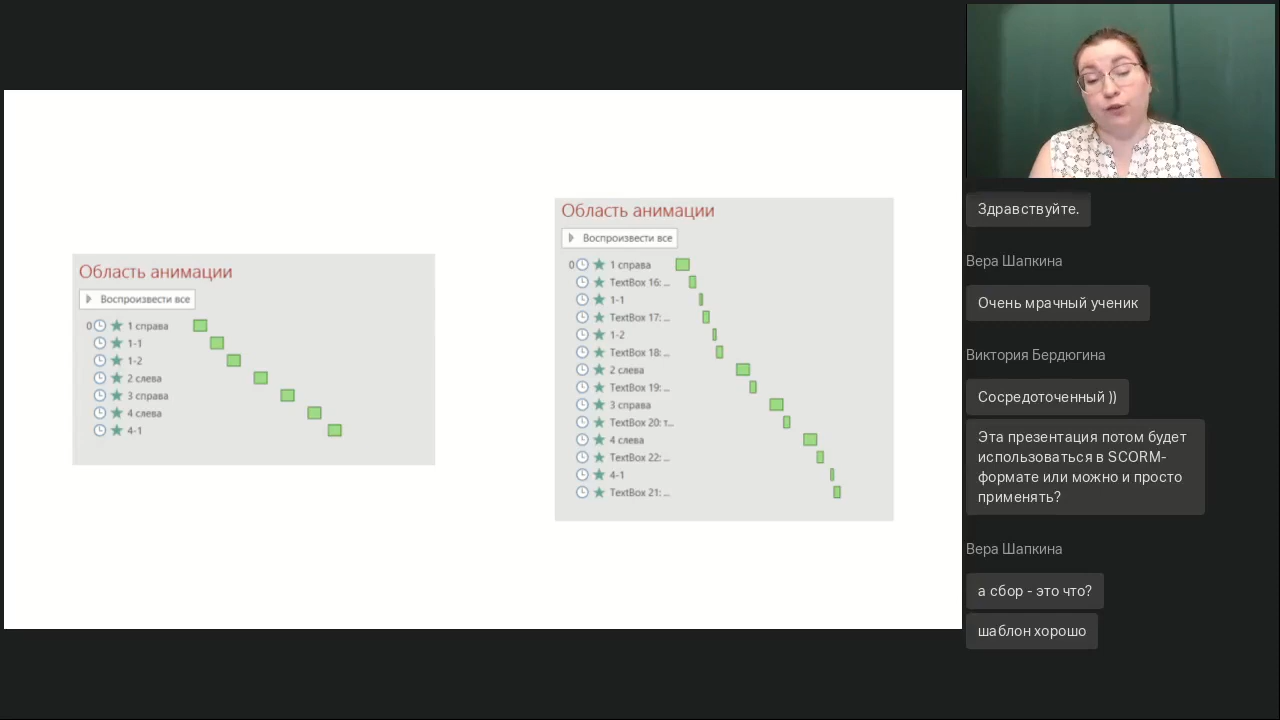 Область анимации
Воспроизвести все
0 1 справа
1-1
1-2
2 слева
3 справа
4 слева
4-1
Область анимации
Воспроизвести все
0 1 справа
TextBox 16: ...
1-1
TextBox 17: ...
1-2
TextBox 18: ...
2 слева
TextBox 19: ...
3 справа
TextBox 20: т...
4 слева
TextBox 22: ...
4-1
TextBox 21: ...
Здравствуйте.
Вера Шапкина
Очень мрачный ученик
Виктория Бердюгина
Сосредоточенный ))
Эта презентация потом будет
использоваться в SCORM-
формате или можно и просто
применять?
Вера Шапкина
а сбор - это что?
шаблон хорошо